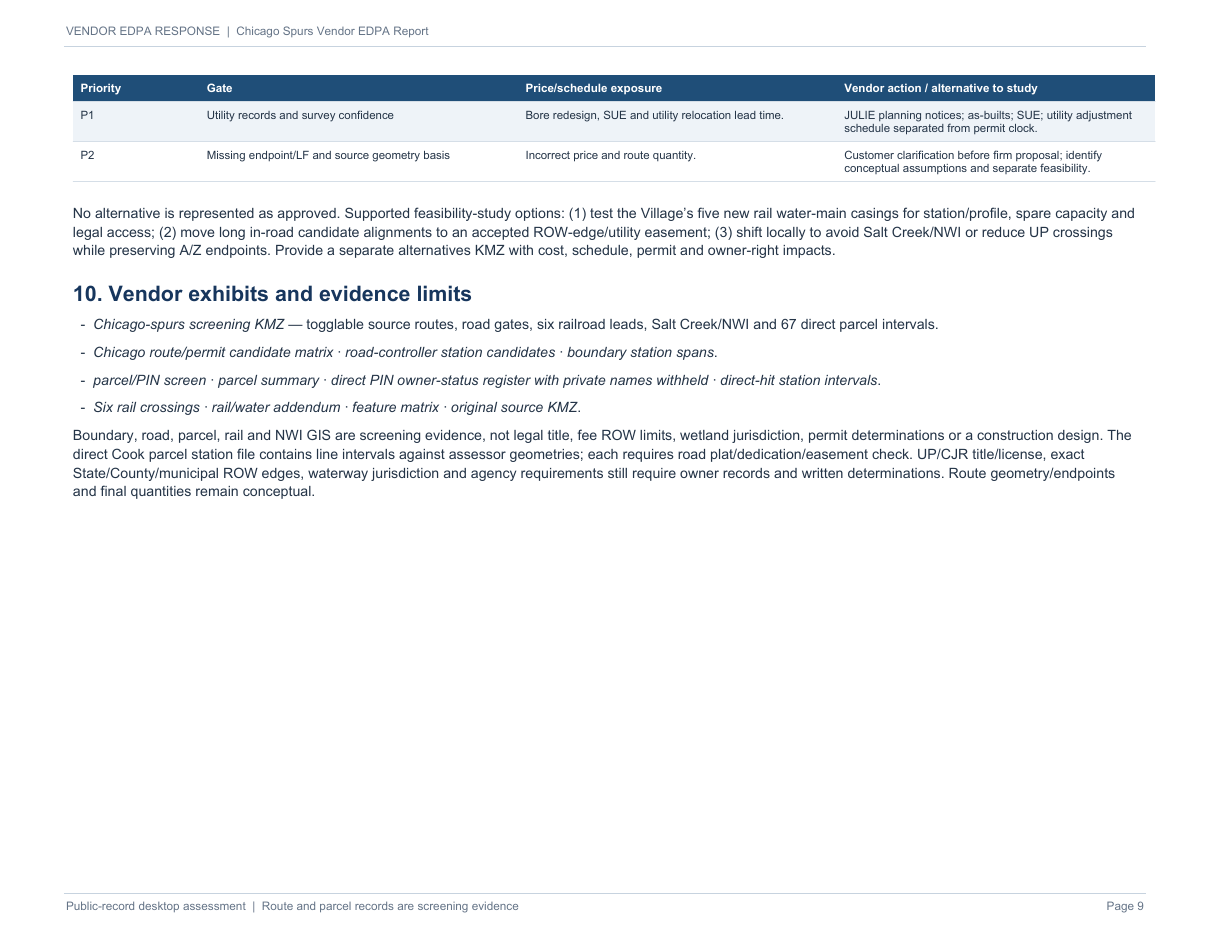 VENDOR EDPA RESPONSE | Chicago Spurs Vendor EDPA Report
Priority Gate Price/schedule exposure Vendor action / alternative to study
P1 Utility records and survey confidence Bore redesign, SUE and utility relocation lead time. JULIE planning notices; as-builts; SUE; utility adjustment
schedule separated from permit clock.
P2 Missing endpoint/LF and source geometry basis Incorrect price and route quantity. Customer clarification before firm proposal; identify
conceptual assumptions and separate feasibility.
No alternative is represented as approved. Supported feasibility-study options: (1) test the Village’s five new rail water-main casings for station/profile, spare capacity and
legal access; (2) move long in-road candidate alignments to an accepted ROW-edge/utility easement; (3) shift locally to avoid Salt Creek/NWI or reduce UP crossings
while preserving A/Z endpoints. Provide a separate alternatives KMZ with cost, schedule, permit and owner-right impacts.
10. Vendor exhibits and evidence limits
- Chicago-spurs screening KMZ — togglable source routes, road gates, six railroad leads, Salt Creek/NWI and 67 direct parcel intervals.
- Chicago route/permit candidate matrix · road-controller station candidates · boundary station spans.
- parcel/PIN screen · parcel summary · direct PIN owner-status register with private names withheld · direct-hit station intervals.
- Six rail crossings · rail/water addendum · feature matrix · original source KMZ.
Boundary, road, parcel, rail and NWI GIS are screening evidence, not legal title, fee ROW limits, wetland jurisdiction, permit determinations or a construction design. The
direct Cook parcel station file contains line intervals against assessor geometries; each requires road plat/dedication/easement check. UP/CJR title/license, exact
State/County/municipal ROW edges, waterway jurisdiction and agency requirements still require owner records and written determinations. Route geometry/endpoints
and final quantities remain conceptual.
Public-record desktop assessment | Route and parcel records are screening evidence Page 9